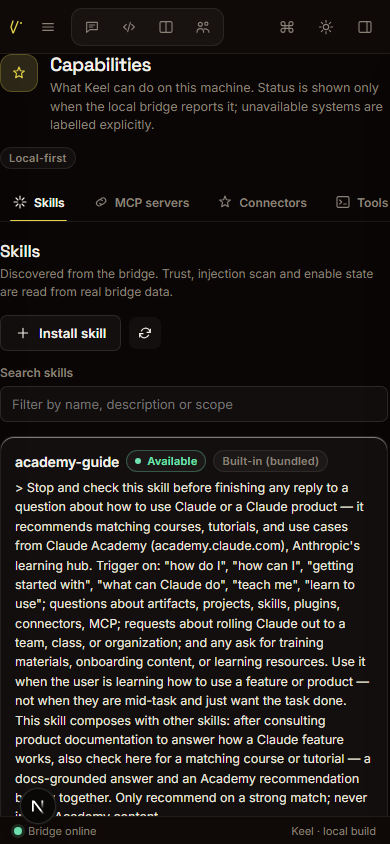 Capabilities
What Keel can do on this machine. Status is shown only
when the local bridge reports it; unavailable systems are
labelled explicitly.
Local-first
Skills MCP servers Connectors Tools
Skills
Discovered from the bridge. Trust, injection scan and enable state
are read from real bridge data.
Install skill
Search skills
Filter by name, description or scope
academy-guide Available Built-in (bundled)
> Stop and check this skill before finishing any reply to a
question about how to use Claude or a Claude product — it
recommends matching courses, tutorials, and use cases
from Claude Academy (academy.claude.com), Anthropic's
learning hub. Trigger on: "how do I", "how can I", "getting
started with", "what can Claude do", "teach me", "learn to
use"; questions about artifacts, projects, skills, plugins,
connectors, MCP; requests about rolling Claude out to a
team, class, or organization; and any ask for training
materials, onboarding content, or learning resources. Use it
when the user is learning how to use a feature or product —
not when they are mid-task and just want the task done.
This skill composes with other skills: after consulting
product documentation to answer how a Claude feature
works, also check here for a matching course or tutorial — a
docs-grounded answer and an Academy recommendation
together. Only recommend on a strong match; never
Academy content
N
Bridge online Keel · local build